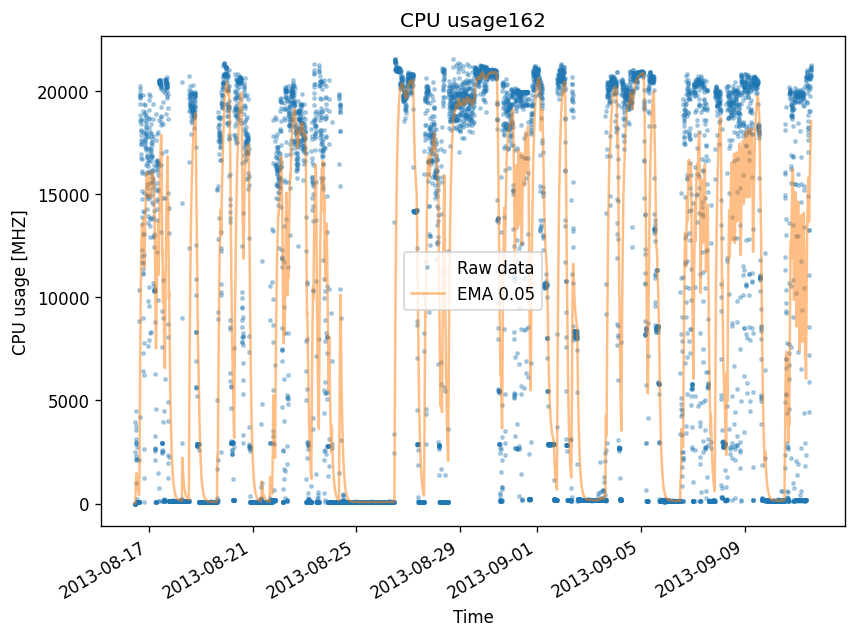 CPU usage162
CPU usage [MHZ]
20000
15000
10000
5000
0
Raw data
EMA 0.05
2013-08-17
2013-08-21
2013-08-25
2013-08-29
2013-09-01
2013-09-05
2013-09-09
Time